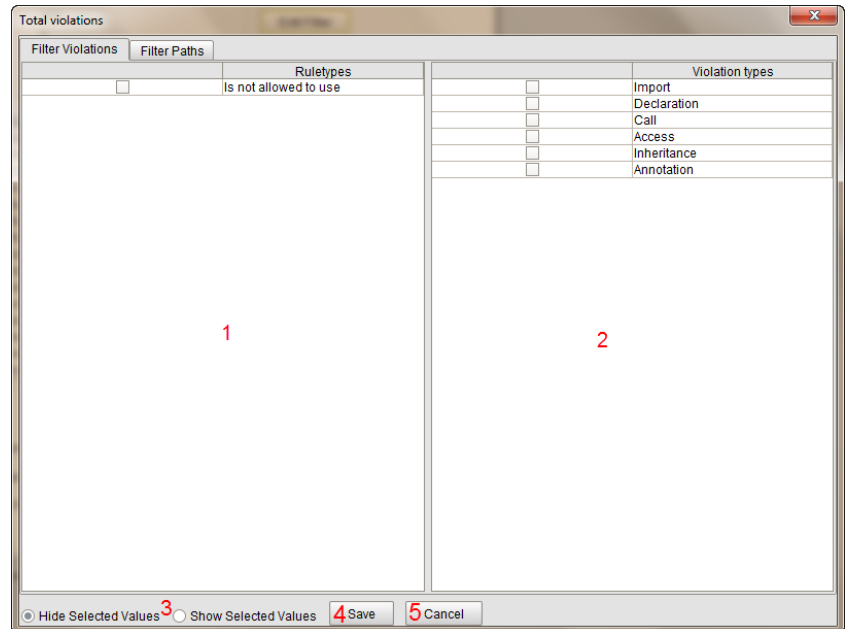 Total violations
Filter Violations Filter Paths
Ruletypes Violation types
Is not allowed to use Import
Declaration
Call
Access
Inheritance
Annotation
1
2
Hide Selected Values 3 Show Selected Values 4 Save 5 Cancel